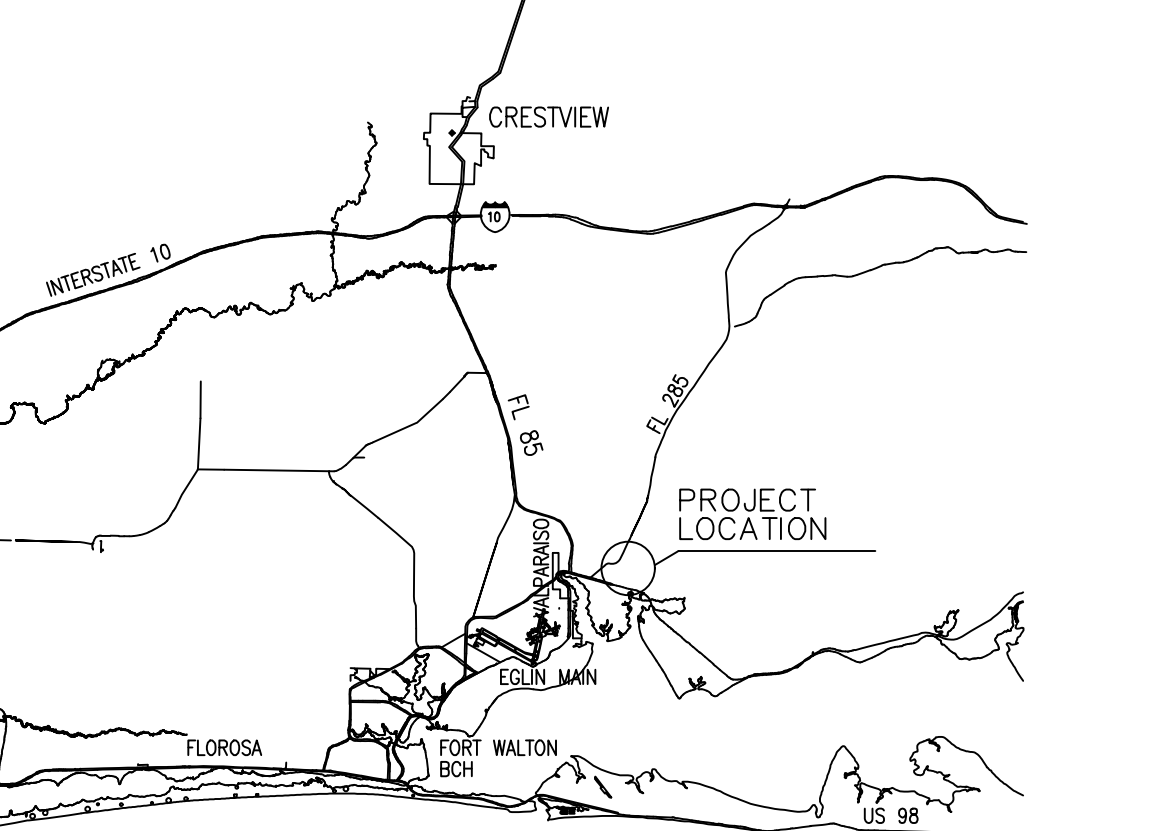 CRESTVIEW
10
INTERSTATE 10
FL 285
FL 85
PROJECT
LOCATION
VALPARAISO
EGLIN MAIN
FLOROSA
FORT WALTON
BCH
US 98